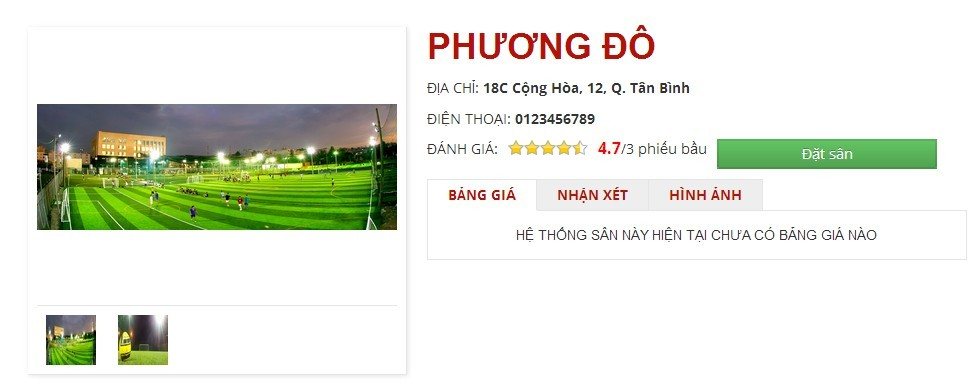 PHƯƠNG ĐÔ
ĐỊA CHỈ: 18C Cộng Hòa, 12, Q. Tân Bình
ĐIỆN THOẠI: 0123456789
ĐÁNH GIÁ: 4.7/3 phiếu bầu Đặt sân
BẢNG GIÁ NHẬN XÉT HÌNH ẢNH
HỆ THỐNG SÂN NÀY HIỆN TẠI CHƯA CÓ BẢNG GIÁ NÀO